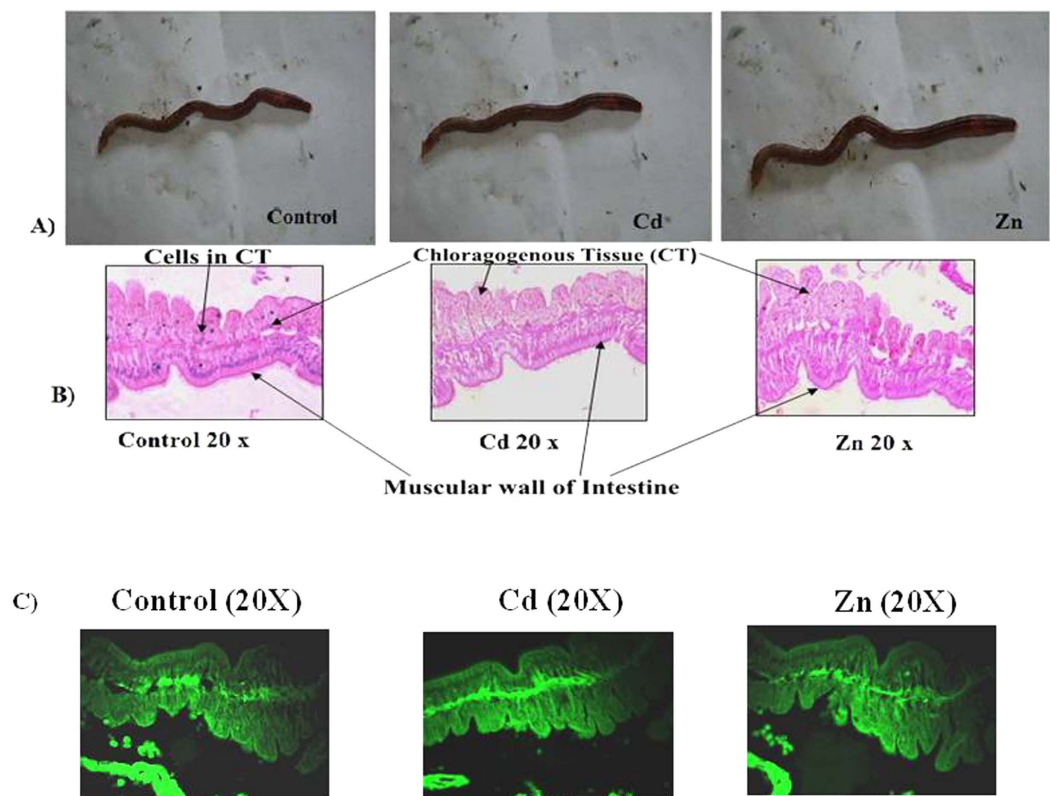 A)
Control
Cd
Zn
Cells in CT
Chloragogenous Tissue (CT)
B)
Control 20 x
Cd 20 x
Zn 20 x
Muscular wall of Intestine
C)
Control (20X)
Cd (20X)
Zn (20X)